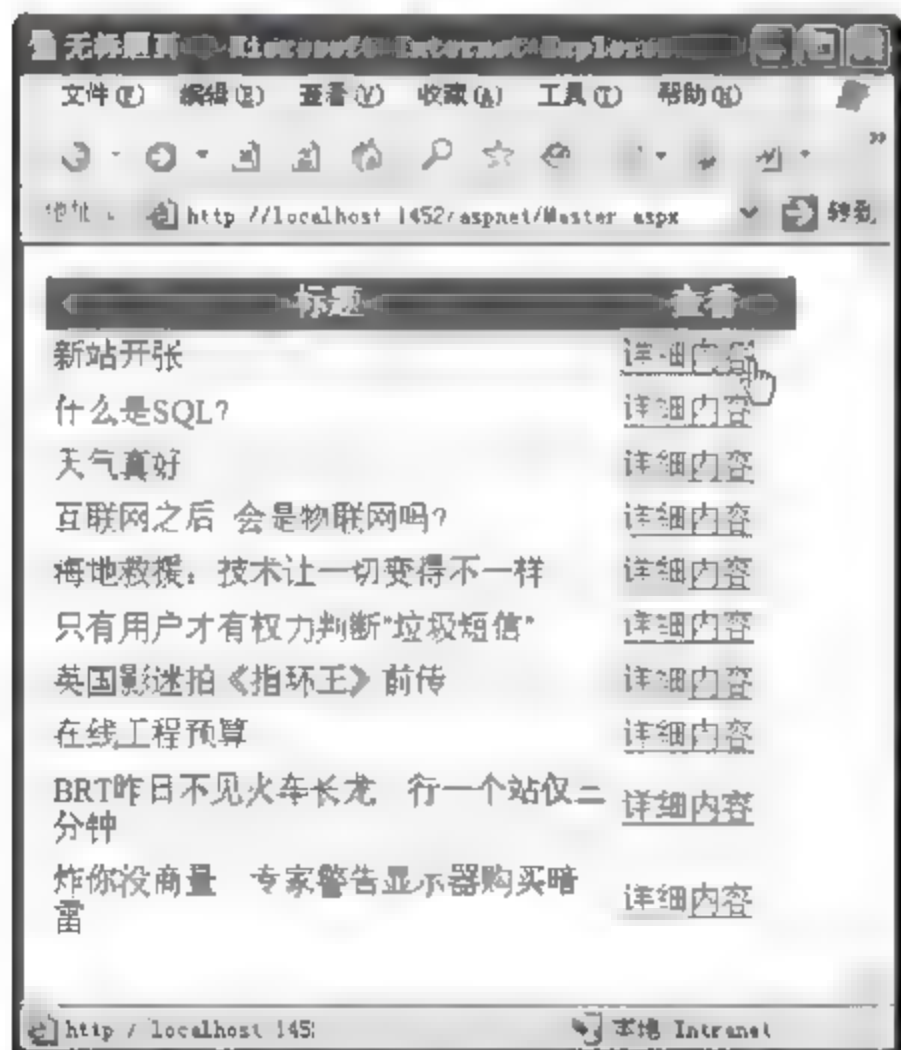 无标题页 - Microsoft Internet Explorer
文件(F) 编辑(E) 查看(V) 收藏(A) 工具(T) 帮助(H)
地址 http //localhost 1452/aspnet/Master aspx 转到
标题 查看
新站开张 详细内容
什么是SQL? 详细内容
天气真好 详细内容
互联网之后 会是物联网吗? 详细内容
海地救援：技术让一切变得不一样 详细内容
只有用户才有权力判断"垃圾短信" 详细内容
英国影迷拍《指环王》前传 详细内容
在线工程预算 详细内容
BRT昨日不见火车长龙 行一个站仅二 详细内容
分钟
炸你没商量 专家警告显示器购买暗 详细内容
雷
http / localhost 145 本地 Intranet